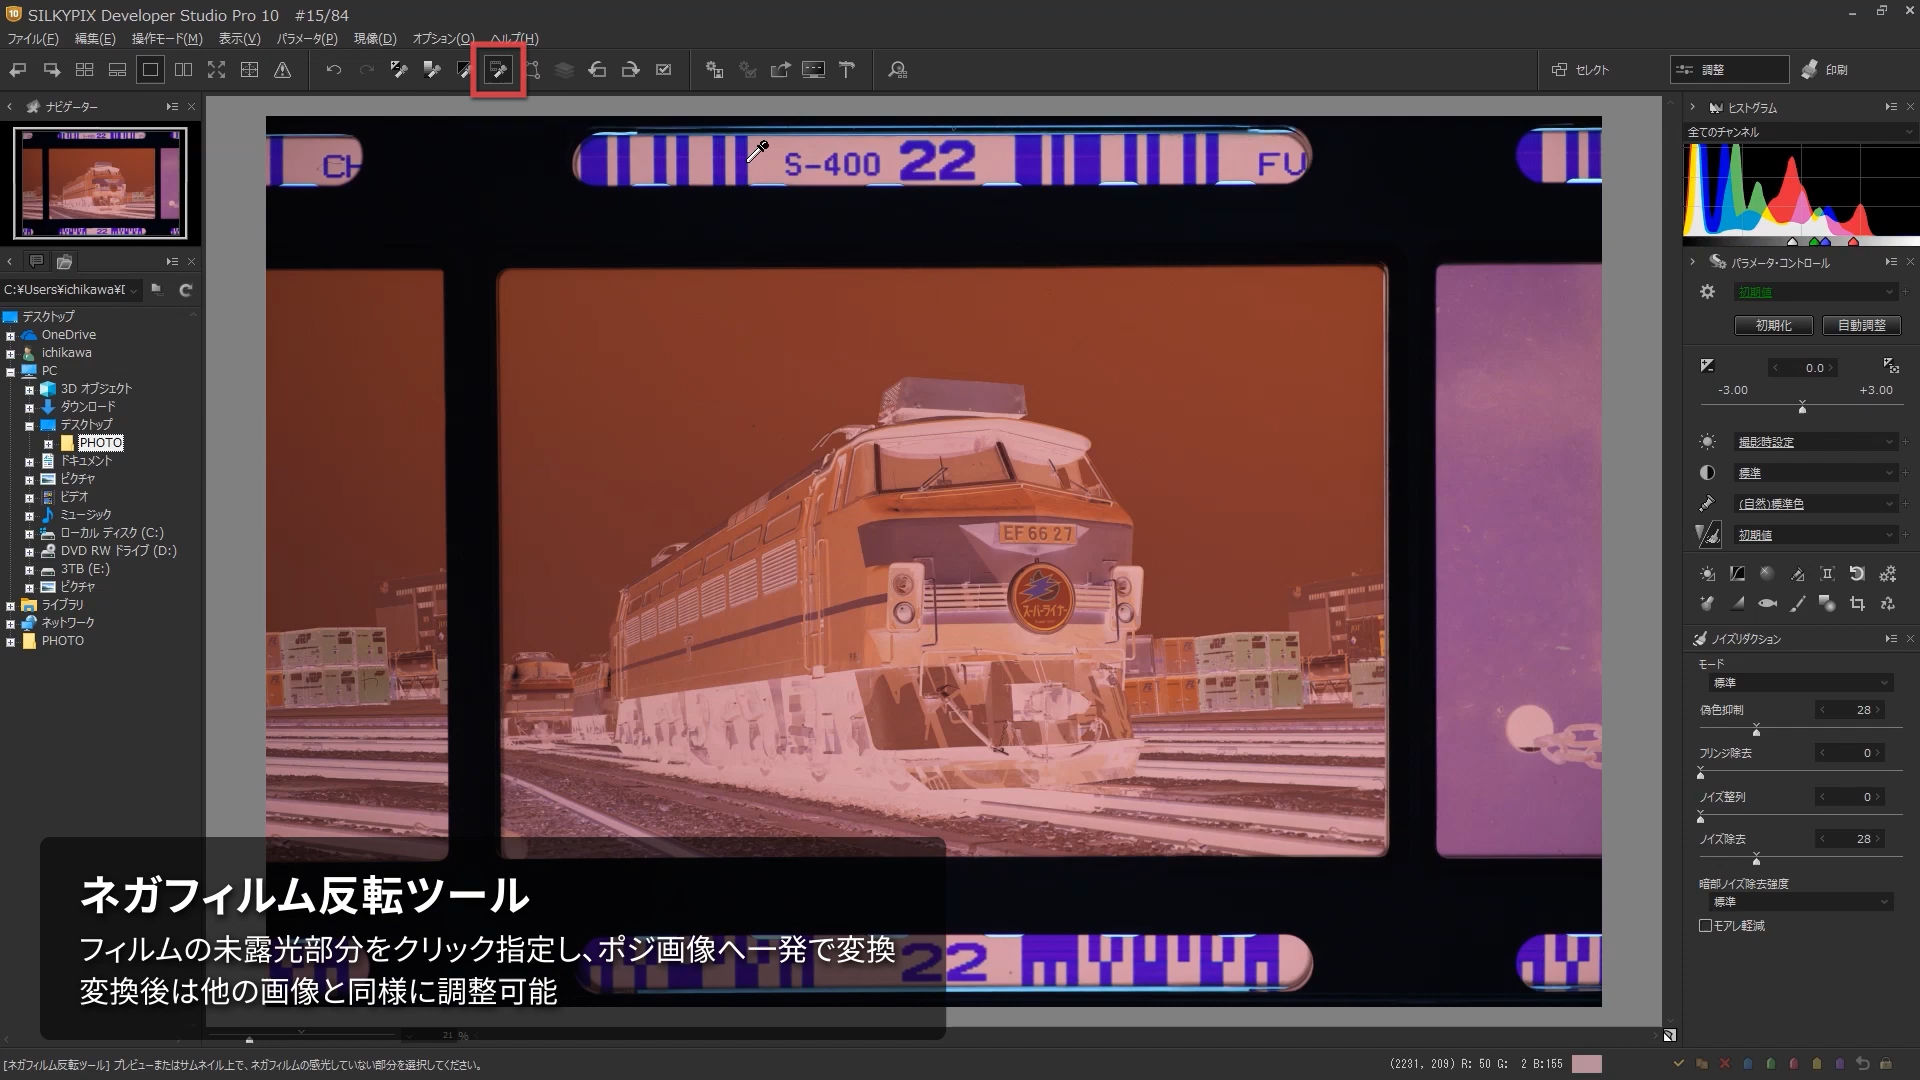 SILKYPIX Developer Studio Pro 10 #15/84
ファイル(F) 編集(E) 操作モード(M) 表示(V) パラメータ(P) 現像(D) オプション(O) ヘルプ(H)
セレクト 調整 印刷
ナビゲーター
C:¥Users¥ichikawa¥
デスクトップ
OneDrive
ichikawa
PC
3D オブジェクト
ダウンロード
デスクトップ
PHOTO
ドキュメント
ピクチャ
ビデオ
ミュージック
ローカル ディスク (C:)
DVD RW ドライブ (D:)
3TB (E:)
ピクチャ
ライブラリ
ネットワーク
PHOTO
CH
S-400 22
FU
EF 66 27
スーパーライナー
22
ネガフィルム反転ツール
フィルムの未露光部分をクリック指定し、ポジ画像へ一発で変換
変換後は他の画像と同様に調整可能
21 %
ヒストグラム
全てのチャンネル
パラメータ・コントロール
初期値
初期化 自動調整
0.0
-3.00 +3.00
撮影時設定
標準
(自然)標準色
初期値
ノイズリダクション
モード
標準
偽色抑制 28
フリンジ除去 0
ノイズ整列 0
ノイズ除去 28
暗部ノイズ除去強度
標準
モアレ軽減
[ネガフィルム反転ツール] プレビューまたはサムネイル上で、ネガフィルムの感光していない部分を選択してください。
(2231, 209) R: 50 G: 2 B:155